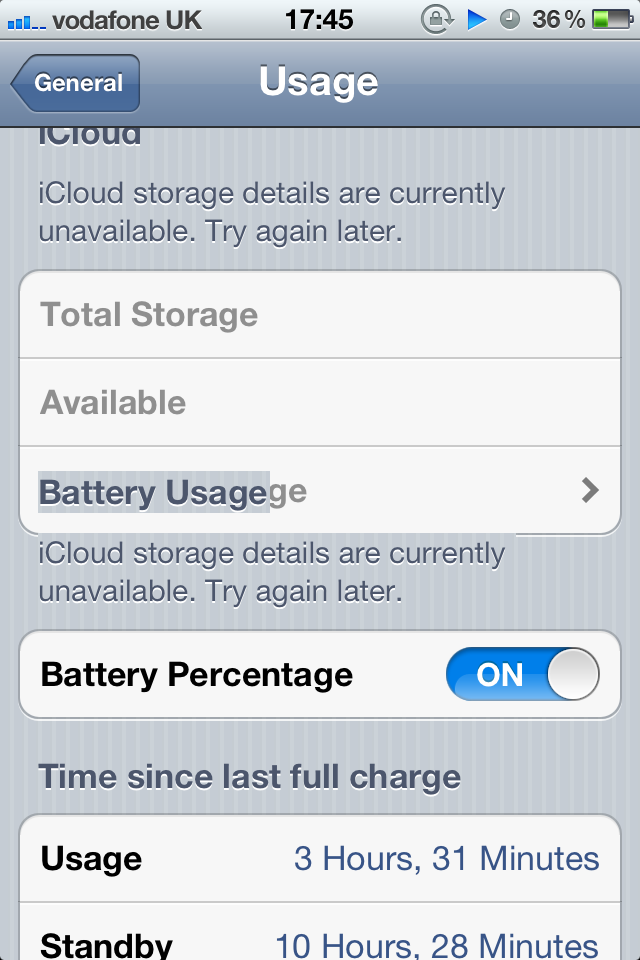 vodafone UK 17:45 36%
General Usage
iCloud
iCloud storage details are currently
unavailable. Try again later.
Total Storage
Available
Battery Usagege
iCloud storage details are currently
unavailable. Try again later.
Battery Percentage ON
Time since last full charge
Usage 3 Hours, 31 Minutes
Standby 10 Hours, 28 Minutes